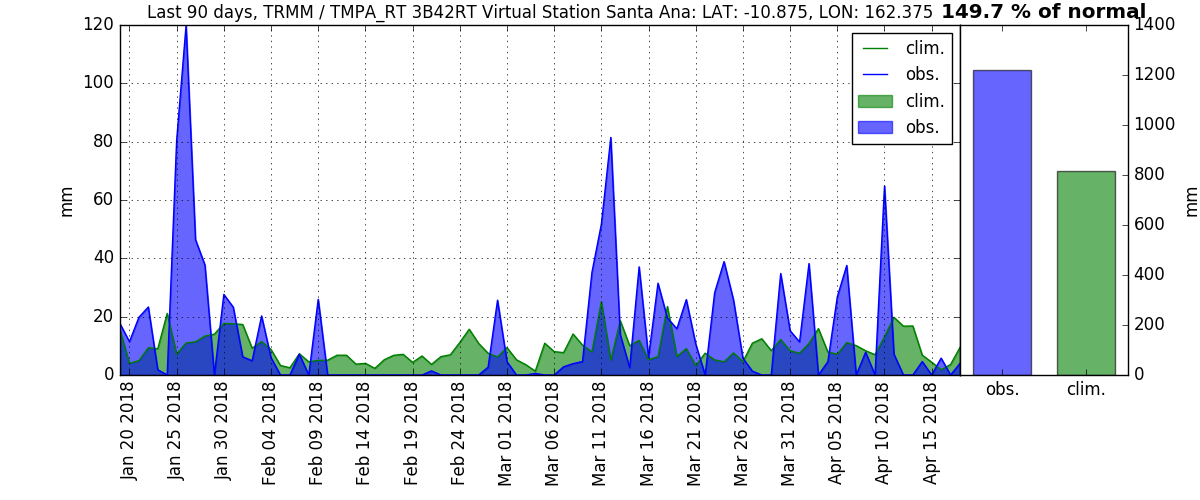 Last 90 days, TRMM / TMPA_RT 3B42RT Virtual Station Santa Ana: LAT: -10.875, LON: 162.375 149.7 % of normal
120
100
80
60
40
20
0
mm
clim.
obs.
clim.
obs.
1400
1200
1000
800
600
400
200
0
mm
obs.
clim.
Jan 20 2018
Jan 25 2018
Jan 30 2018
Feb 04 2018
Feb 09 2018
Feb 14 2018
Feb 19 2018
Feb 24 2018
Mar 01 2018
Mar 06 2018
Mar 11 2018
Mar 16 2018
Mar 21 2018
Mar 26 2018
Mar 31 2018
Apr 05 2018
Apr 10 2018
Apr 15 2018